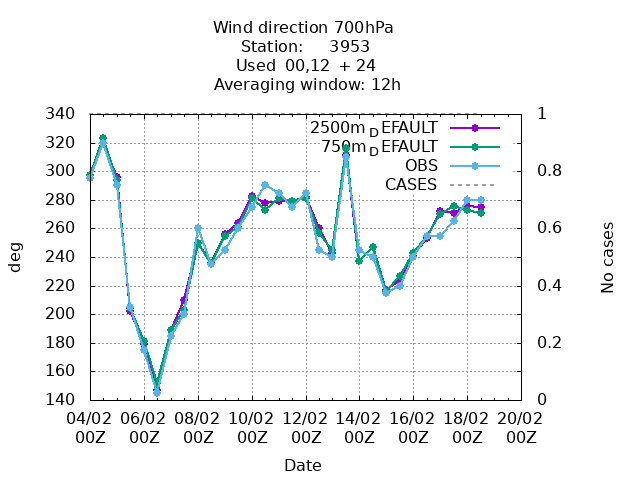 Wind direction 700hPa
Station: 3953
Used 00,12 + 24
Averaging window: 12h
2500m_DEFAULT
750m_DEFAULT
OBS
CASES
340
320
300
280
260
240
220
200
180
160
140
deg
1
0.8
0.6
0.4
0.2
0
No cases
04/02 06/02 08/02 10/02 12/02 14/02 16/02 18/02 20/02
00Z 00Z 00Z 00Z 00Z 00Z 00Z 00Z 00Z
Date